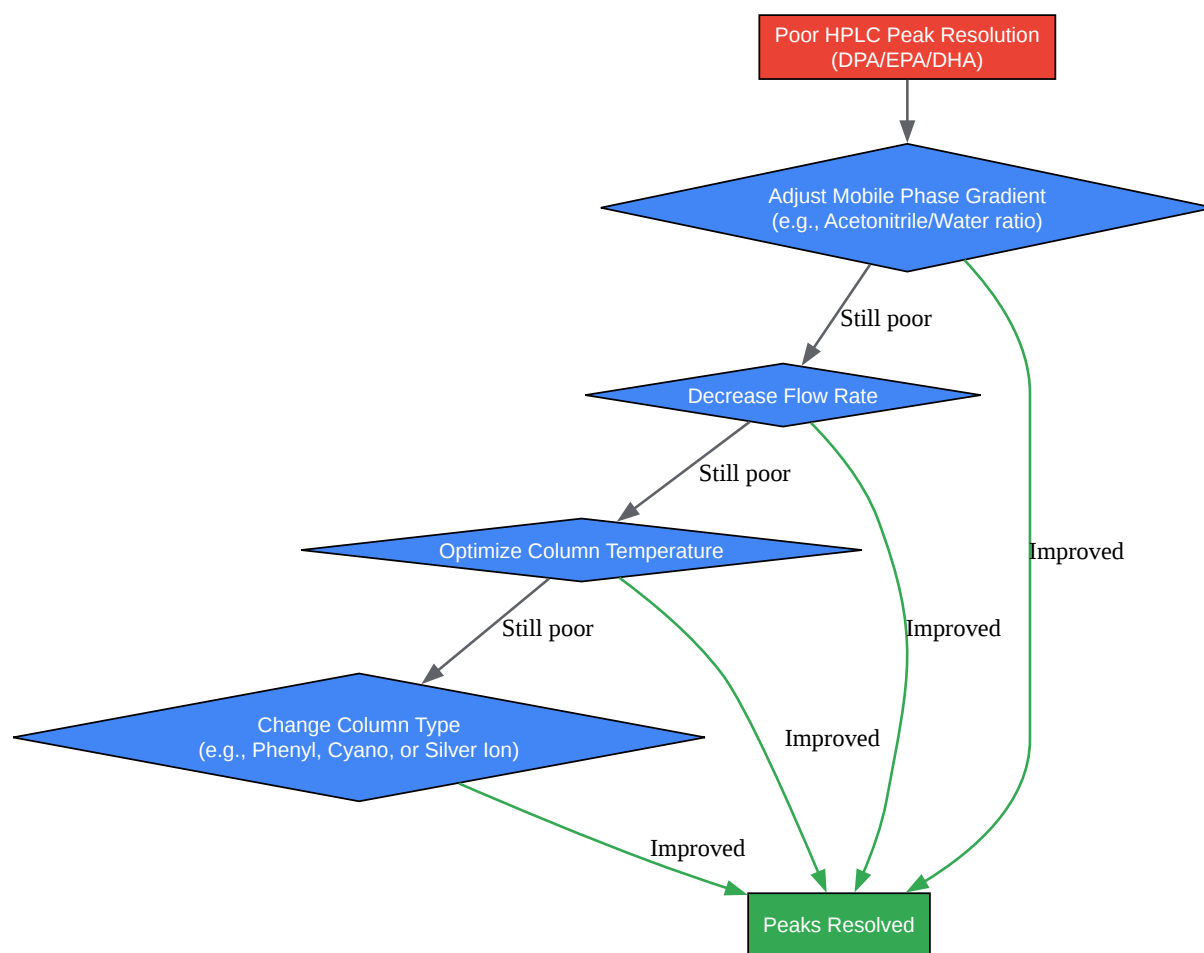 Poor HPLC Peak Resolution
(DPA/EPA/DHA)
Adjust Mobile Phase Gradient
(e.g., Acetonitrile/Water ratio)
Still poor
Decrease Flow Rate
Still poor
Optimize Column Temperature
Improved
Improved
Still poor
Change Column Type
(e.g., Phenyl, Cyano, or Silver Ion)
Improved
Improved
Peaks Resolved